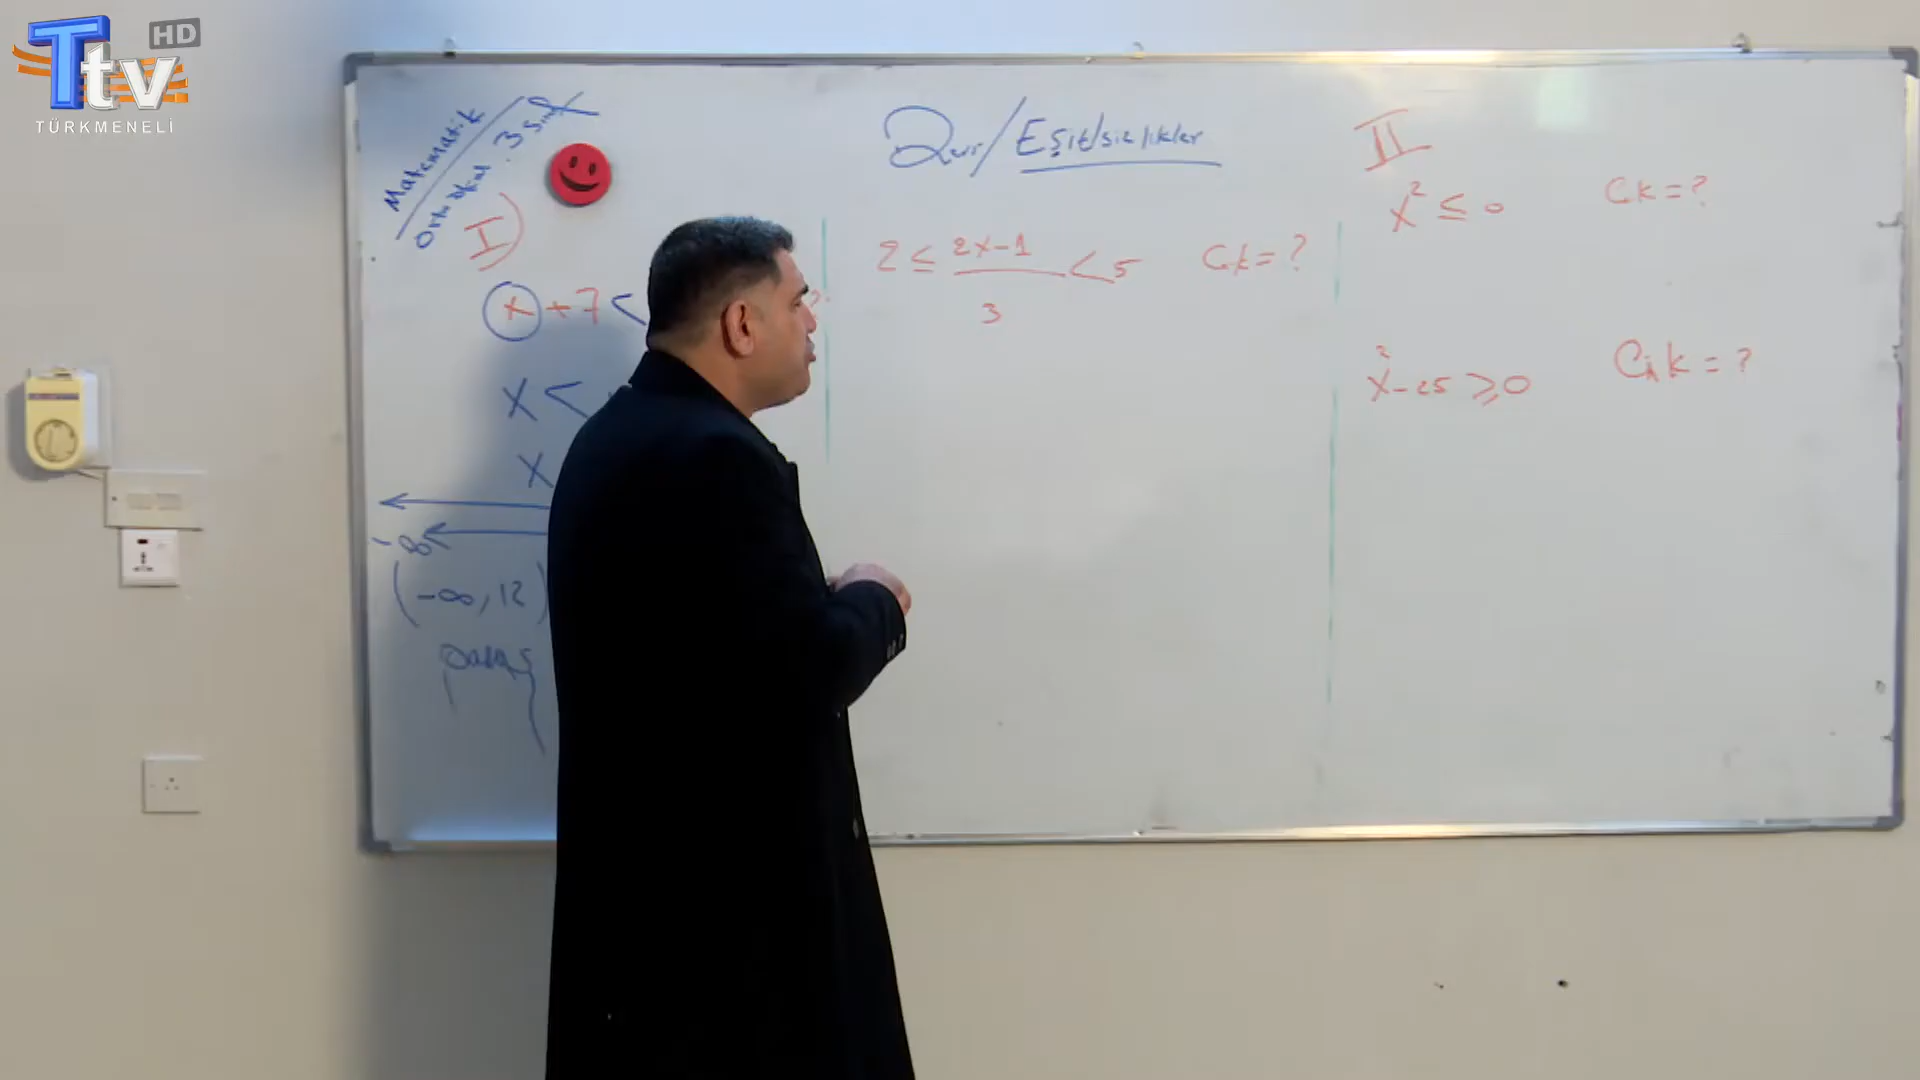 Ttv HD
TÜRKMENELİ
Matematik
Orta Okul . 3 Sınıf
Eşitsizlikler
I)
x + 7 <
x <
x
-∞
(-∞, 12)
2 ≤ 2x-1 / 3 < 5 Çk = ?
II
x² ≤ 0 Çk = ?
x² - 25 ≥ 0 Çk = ?